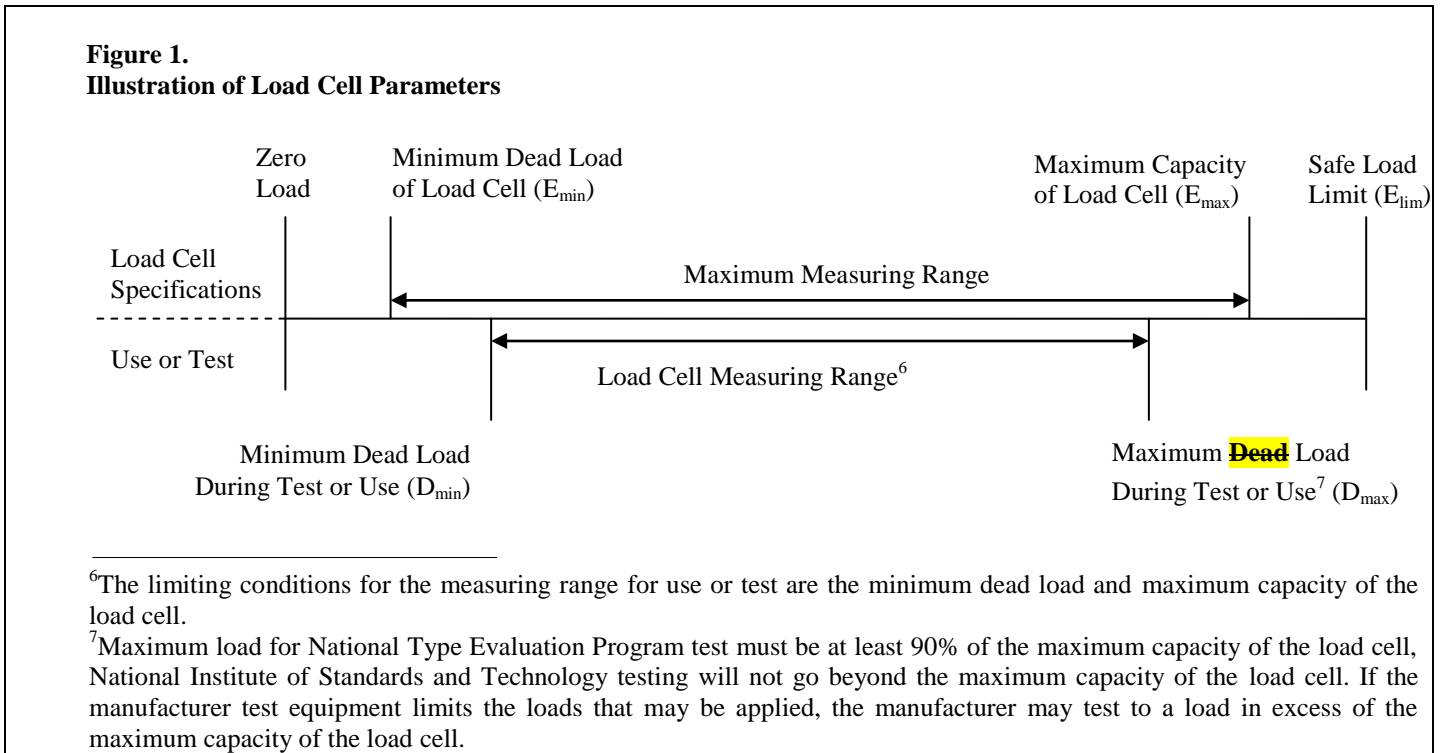 Figure 1.
Illustration of Load Cell Parameters
Zero
Load
Minimum Dead Load
of Load Cell (Emin)
Maximum Capacity
of Load Cell (Emax)
Safe Load
Limit (Elim)
Load Cell
Specifications
Maximum Measuring Range
Use or Test
Load Cell Measuring Range6
Minimum Dead Load
During Test or Use (Dmin)
Maximum Dead Load
During Test or Use7 (Dmax)
6The limiting conditions for the measuring range for use or test are the minimum dead load and maximum capacity of the
load cell.
7Maximum load for National Type Evaluation Program test must be at least 90% of the maximum capacity of the load cell,
National Institute of Standards and Technology testing will not go beyond the maximum capacity of the load cell. If the
manufacturer test equipment limits the loads that may be applied, the manufacturer may test to a load in excess of the
maximum capacity of the load cell.